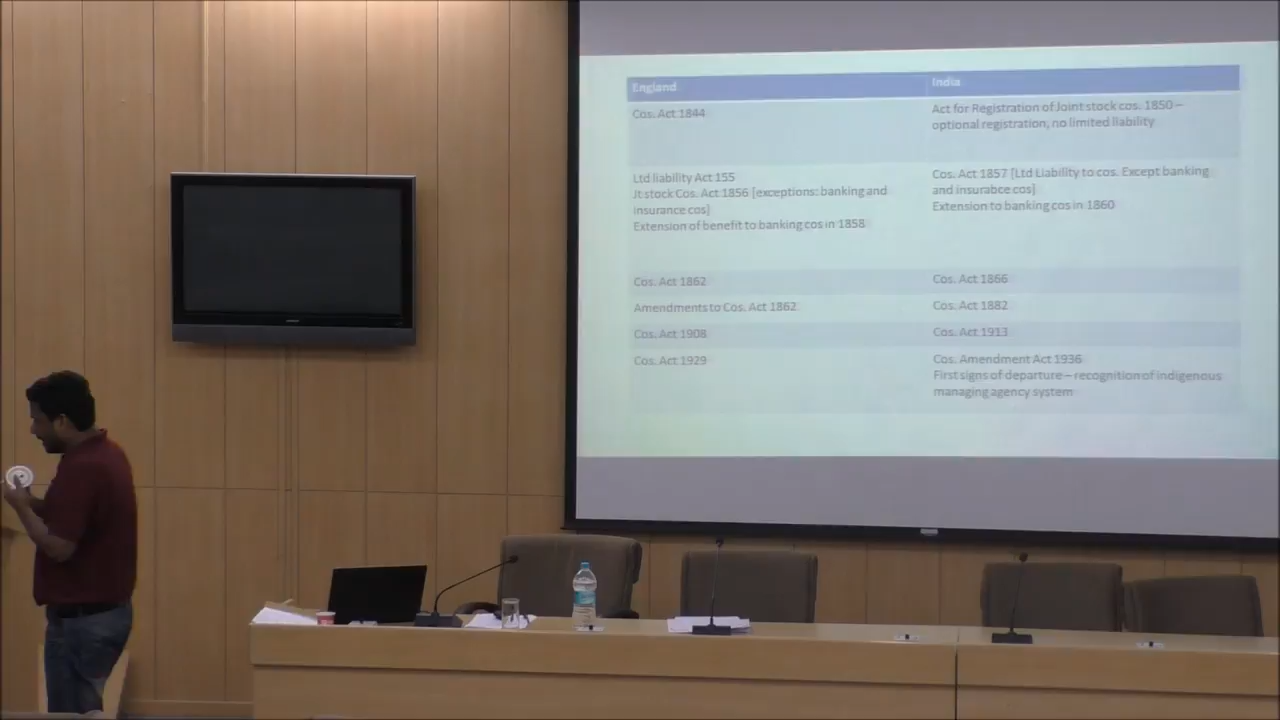 England
India
Cos. Act 1844
Act for Registration of Joint stock cos. 1850 –
optional registration, no limited liability
Ltd liability Act 155
Jt stock Cos. Act 1856 [exceptions: banking and
insurance cos]
Extension of benefit to banking cos in 1858
Cos. Act 1857 [Ltd Liability to cos. Except banking
and insurabce cos]
Extension to banking cos in 1860
Cos. Act 1862
Cos. Act 1866
Amendments to Cos. Act 1862
Cos. Act 1882
Cos. Act 1908
Cos. Act 1913
Cos. Act 1929
Cos. Amendment Act 1936
First signs of departure – recognition of indigenous
managing agency system